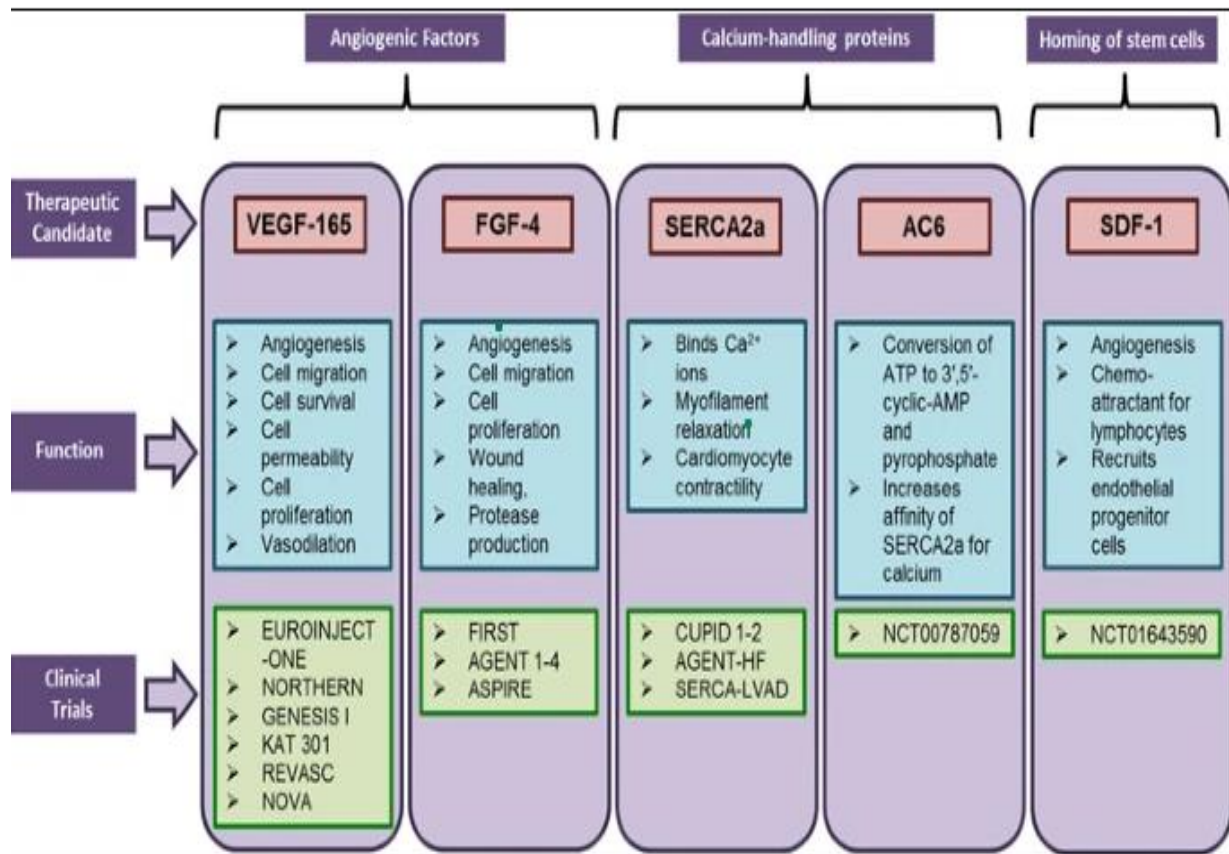 Angiogenic Factors
Calcium-handling proteins
Homing of stem cells
Therapeutic
Candidate
VEGF-165
FGF-4
SERCA2a
AC6
SDF-1
Function
➤ Angiogenesis
➤ Cell migration
➤ Cell survival
➤ Cell
permeability
➤ Cell
proliferation
➤ Vasodilation
➤ Angiogenesis
➤ Cell migration
➤ Cell
proliferation
➤ Wound
healing,
➤ Protease
production
➤ Binds Ca²⁺
ions
➤ Myofilament
relaxation
➤ Cardiomyocyte
contractility
➤ Conversion of
ATP to 3',5'-
cyclic-AMP
and
pyrophosphate
➤ Increases
affinity of
SERCA2a for
calcium
➤ Angiogenesis
➤ Chemo-
attractant for
lymphocytes
➤ Recruits
endothelial
progenitor
cells
Clinical
Trials
➤ EUROINJECT
-ONE
➤ NORTHERN
➤ GENESIS I
➤ KAT 301
➤ REVASC
➤ NOVA
➤ FIRST
➤ AGENT 1-4
➤ ASPIRE
➤ CUPID 1-2
➤ AGENT-HF
➤ SERCA-LVAD
➤ NCT00787059
➤ NCT01643590